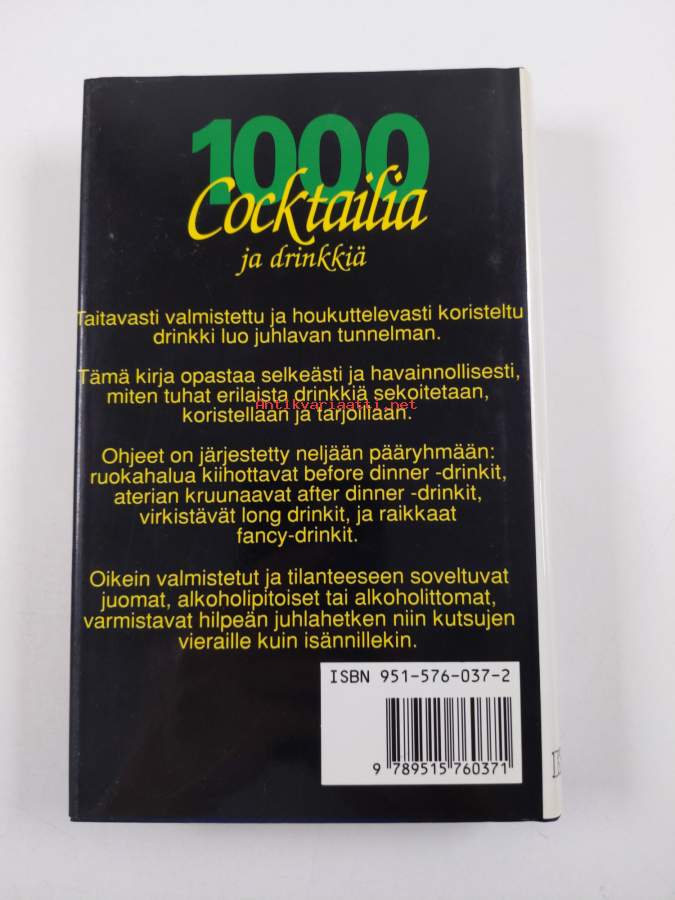 1000
Cocktailia
ja drinkkiä
Taitavasti valmistettu ja houkuttelevasti koristeltu
drinkki luo juhlavan tunnelman.
Tämä kirja opastaa selkeästi ja havainnollisesti,
miten tuhat erilaista drinkkiä sekoitetaan,
Antikvariaatti.net
koristellaan ja tarjoillaan.
Ohjeet on järjestetty neljään pääryhmään:
ruokahalua kiihottavat before dinner -drinkit,
aterian kruunaavat after dinner -drinkit,
virkistävät long drinkit, ja raikkaat
fancy-drinkit.
Oikein valmistetut ja tilanteeseen soveltuvat
juomat, alkoholipitoiset tai alkoholittomat,
varmistavat hilpeän juhlahetken niin kutsujen
vieraille kuin isännillekin.
ISBN 951-576-037-2
9 789515 760371